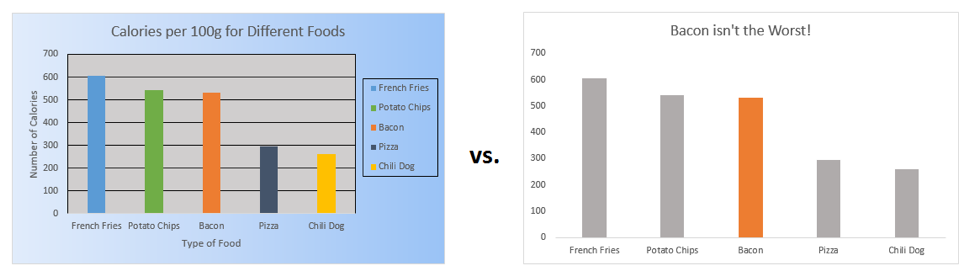 Calories per 100g for Different Foods
700
600
500
400
300
200
100
0
Number of Calories
French Fries Potato Chips Bacon Pizza Chili Dog
Type of Food
French Fries
Potato Chips
Bacon
Pizza
Chili Dog
vs.
Bacon isn't the Worst!
700
600
500
400
300
200
100
0
French Fries Potato Chips Bacon Pizza Chili Dog